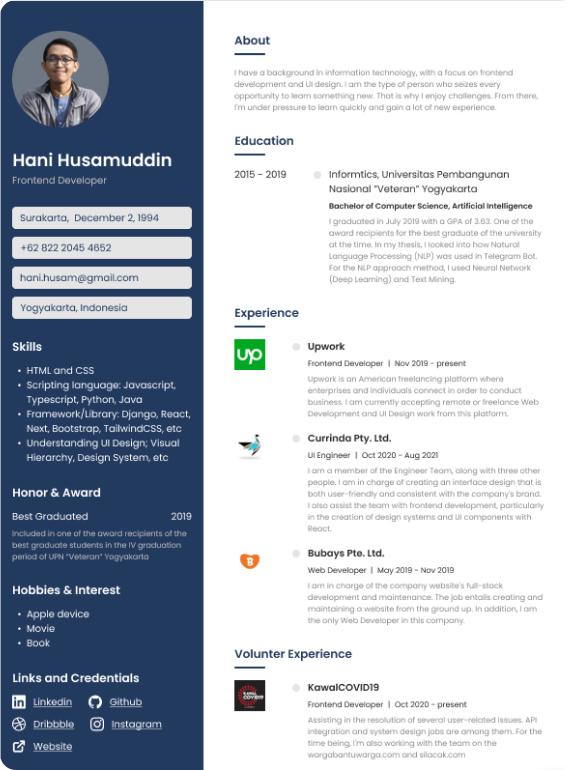 Hani Husamuddin
Frontend Developer
Surakarta, December 2, 1994
+62 822 2045 4652
hani.husam@gmail.com
Yogyakarta, Indonesia
Skills
• HTML and CSS
• Scripting language: Javascript,
Typescript, Python, Java
• Framework/Library: Django, React,
Next, Bootstrap, TailwindCSS, etc
• Understanding UI Design; Visual
Hierarchy, Design System, etc
Honor & Award
Best Graduated 2019
Included in one of the award recipients of the
best graduate students in the IV graduation
period of UPN "Veteran" Yogyakarta
Hobbies & Interest
• Apple device
• Movie
• Book
Links and Credentials
Linkedin Github
Dribbble Instagram
Website
About
I have a background in information technology, with a focus on frontend
development and UI design. I am the type of person who seizes every
opportunity to learn something new. That is why I enjoy challenges. From there,
I'm under pressure to learn quickly and gain a lot of new experience.
Education
2015 - 2019
Informtics, Universitas Pembangunan
Nasional "Veteran" Yogyakarta
Bachelor of Computer Science, Artificial Intelligence
I graduated in July 2019 with a GPA of 3.63. One of the
award recipients for the best graduate of the university
at the time. In my thesis, I looked into how Natural
Language Processing (NLP) was used in Telegram Bot.
For the NLP approach method, I used Neural Network
(Deep Learning) and Text Mining.
Experience
up
Upwork
Frontend Developer | Nov 2019 - present
Upwork is an American freelancing platform where
enterprises and individuals connect in order to conduct
business. I am currently accepting remote or freelance Web
Development and UI Design work from this platform.
Currinda Pty. Ltd.
UI Engineer | Oct 2020 - Aug 2021
I am a member of the Engineer Team, along with three other
people. I am in charge of creating an interface design that is
both user-friendly and consistent with the company's brand.
I also assist the team with frontend development, particularly
in the creation of design systems and UI components with
React.
B
Bubays Pte. Ltd.
Web Developer | May 2019 - Nov 2019
I am in charge of the company website's full-stack
development and maintenance. The job entails creating and
maintaining a website from the ground up. In addition, I am
the only Web Developer in this company.
Volunter Experience
KAWAL
COVID19
KawalCOVID19
Frontend Developer | Oct 2020 - present
Assisting in the resolution of several user-related issues. API
integration and system design jobs are among them. For the
time being, I'm also working with the team on the
wargabantuwarga.com and silacak.com